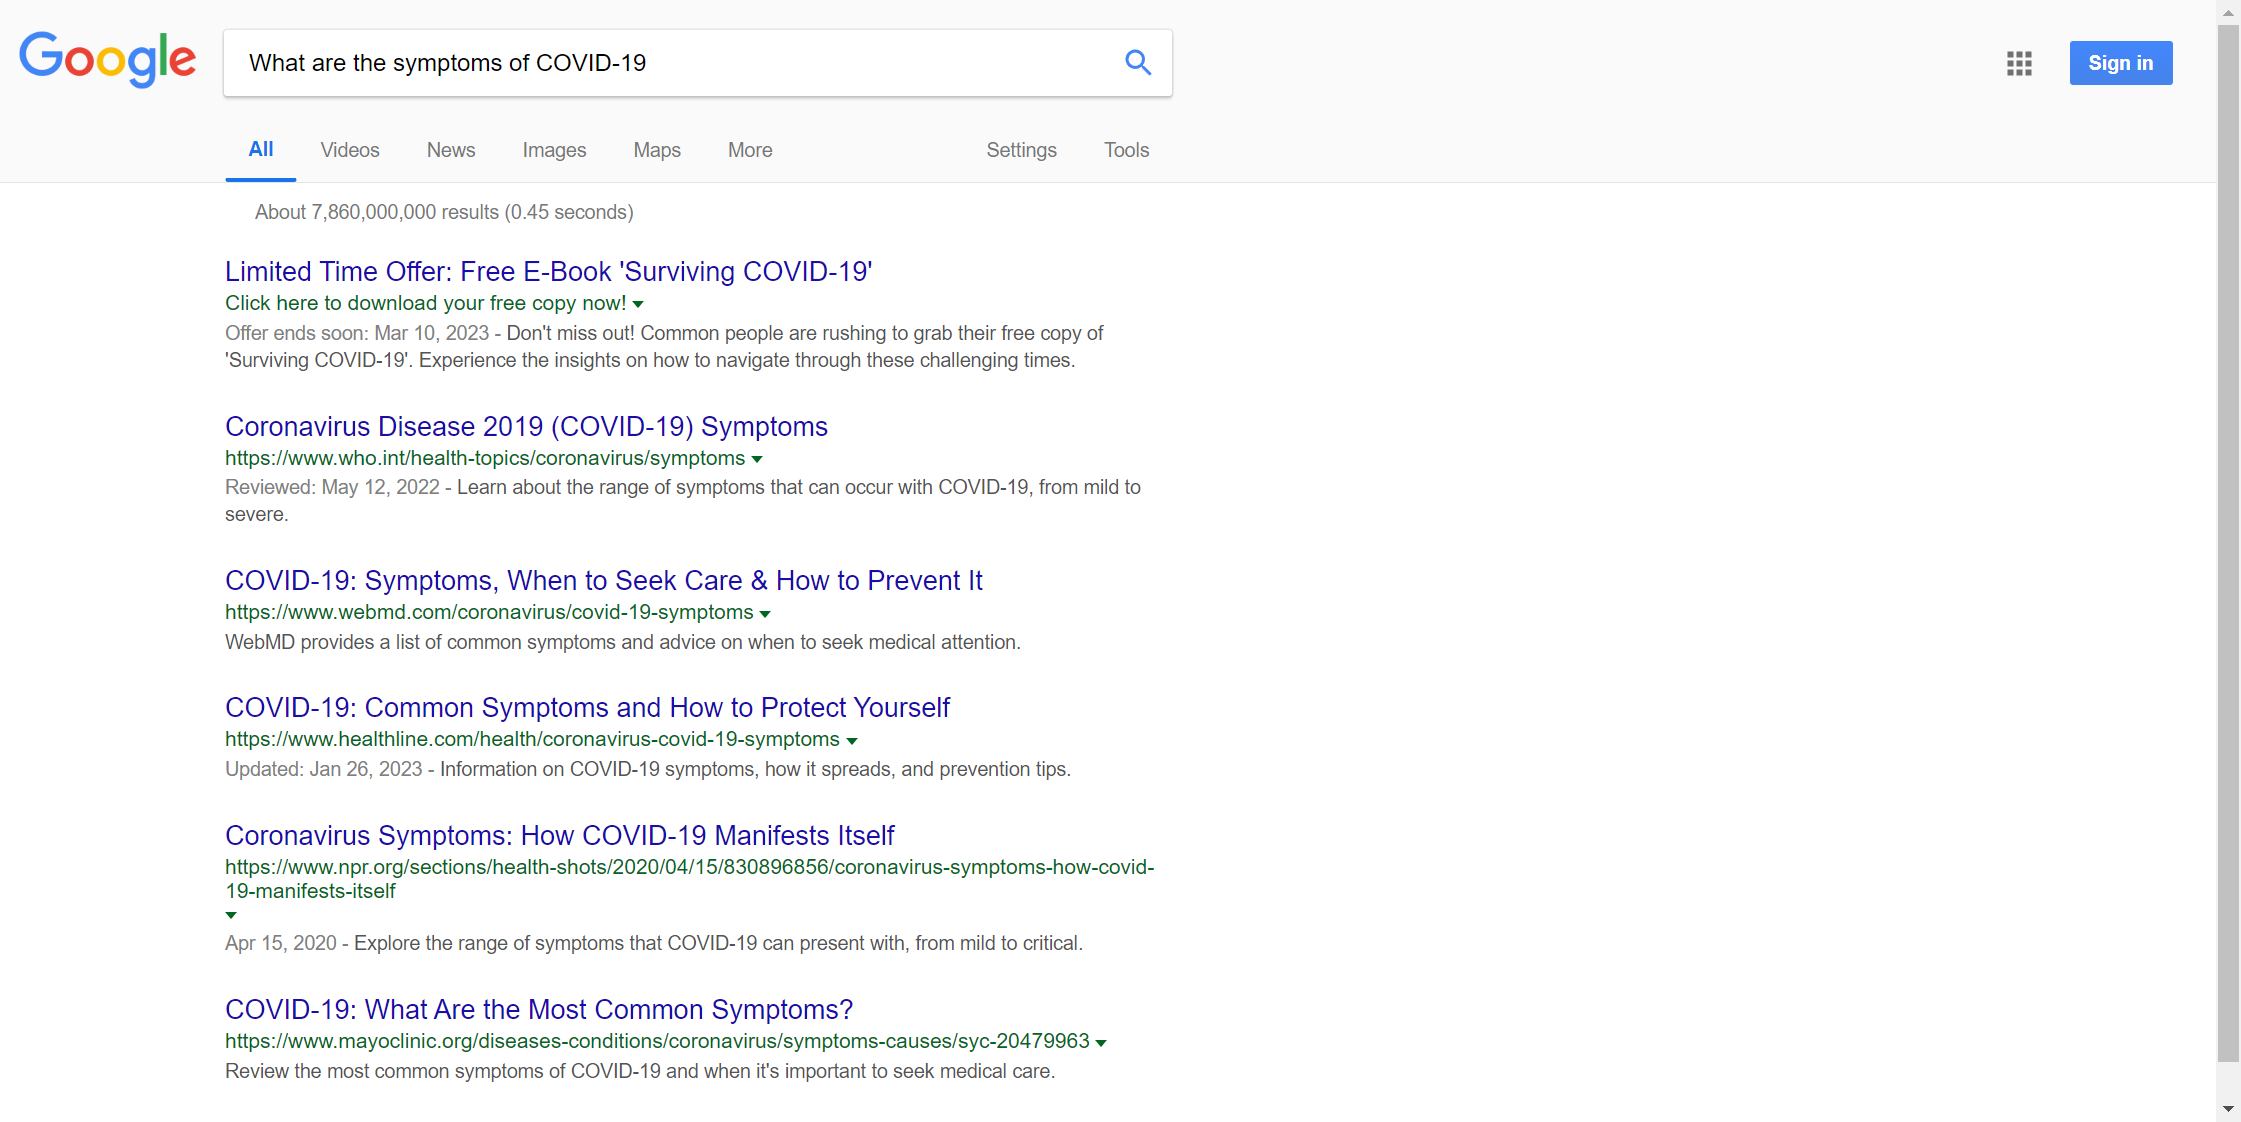 Google
What are the symptoms of COVID-19
Sign in
All Videos News Images Maps More Settings Tools
About 7,860,000,000 results (0.45 seconds)
Limited Time Offer: Free E-Book 'Surviving COVID-19'
Click here to download your free copy now!
Offer ends soon: Mar 10, 2023 - Don't miss out! Common people are rushing to grab their free copy of
'Surviving COVID-19'. Experience the insights on how to navigate through these challenging times.
Coronavirus Disease 2019 (COVID-19) Symptoms
https://www.who.int/health-topics/coronavirus/symptoms
Reviewed: May 12, 2022 - Learn about the range of symptoms that can occur with COVID-19, from mild to
severe.
COVID-19: Symptoms, When to Seek Care & How to Prevent It
https://www.webmd.com/coronavirus/covid-19-symptoms
WebMD provides a list of common symptoms and advice on when to seek medical attention.
COVID-19: Common Symptoms and How to Protect Yourself
https://www.healthline.com/health/coronavirus-covid-19-symptoms
Updated: Jan 26, 2023 - Information on COVID-19 symptoms, how it spreads, and prevention tips.
Coronavirus Symptoms: How COVID-19 Manifests Itself
https://www.npr.org/sections/health-shots/2020/04/15/830896856/coronavirus-symptoms-how-covid-
19-manifests-itself
Apr 15, 2020 - Explore the range of symptoms that COVID-19 can present with, from mild to critical.
COVID-19: What Are the Most Common Symptoms?
https://www.mayoclinic.org/diseases-conditions/coronavirus/symptoms-causes/syc-20479963
Review the most common symptoms of COVID-19 and when it's important to seek medical care.